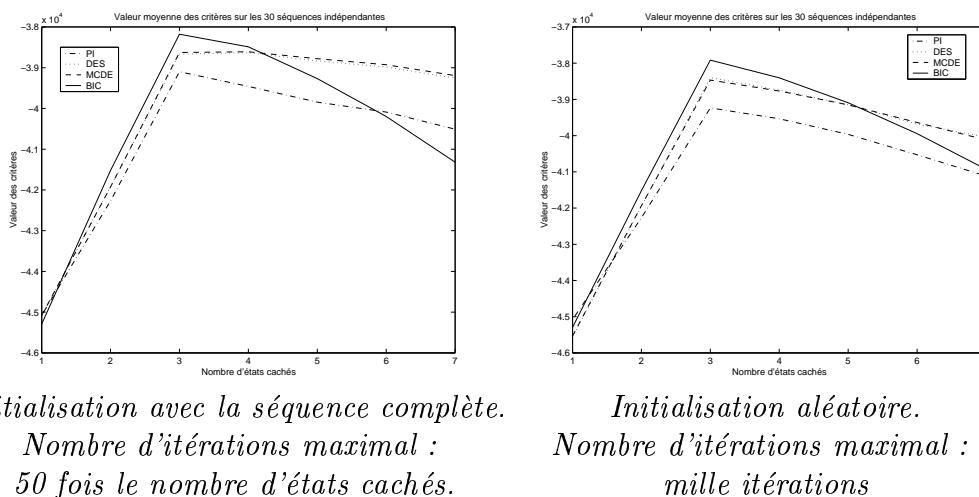 Valeur moyenne des critères sur les 30 séquences indépendantes
x 10^4
−3.8
−3.9
−4
−4.1
−4.2
−4.3
−4.4
−4.5
−4.6
Valeur des critères
PI
DES
MCDE
BIC
1 2 3 4 5 6 7
Nombre d'états cachés
itialisation avec la séquence complète.
Nombre d'itérations maximal :
50 fois le nombre d'états cachés.
Valeur moyenne des critères sur les 30 séquences indépendantes
x 10^4
−3.7
−3.8
−3.9
−4
−4.1
−4.2
−4.3
−4.4
−4.5
−4.6
Valeur des critères
PI
DES
MCDE
BIC
1 2 3 4 5 6
Nombre d'états cachés
Initialisation aléatoire.
Nombre d'itérations maximal :
mille itérations